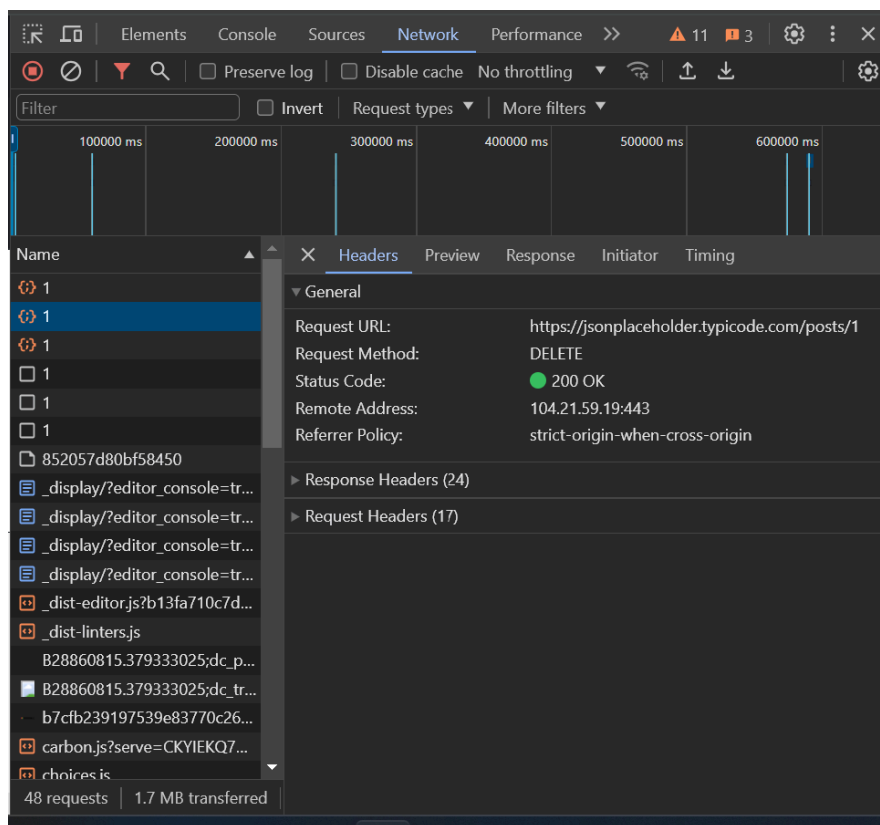 Elements Console Sources Network Performance 11 3
Preserve log Disable cache No throttling
Filter Invert Request types More filters
100000 ms 200000 ms 300000 ms 400000 ms 500000 ms 600000 ms
Name
1
1
1
1
1
1
852057d80bf58450
_display/?editor_console=tr...
_display/?editor_console=tr...
_display/?editor_console=tr...
_display/?editor_console=tr...
_dist-editor.js?b13fa710c7d...
_dist-linters.js
B28860815.379333025;dc_p...
B28860815.379333025;dc_tr...
b7cfb239197539e83770c26...
carbon.js?serve=CKYIEKQ7...
choices.js
48 requests 1.7 MB transferred
Headers Preview Response Initiator Timing
General
Request URL: https://jsonplaceholder.typicode.com/posts/1
Request Method: DELETE
Status Code: 200 OK
Remote Address: 104.21.59.19:443
Referrer Policy: strict-origin-when-cross-origin
Response Headers (24)
Request Headers (17)